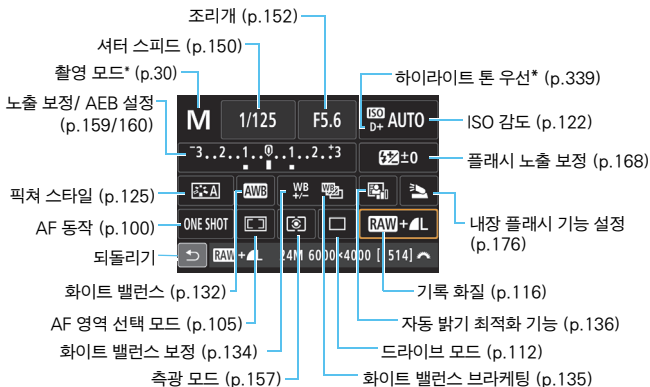 조리개 (p.152)
셔터 스피드 (p.150)
촬영 모드* (p.30)
하이라이트 톤 우선* (p.339)
노출 보정/ AEB 설정
(p.159/160)
M 1/125 F5.6 ISO D+ AUTO
ISO 감도 (p.122)
-3..2..1..0..1..2..+3 ±0
플래시 노출 보정 (p.168)
픽쳐 스타일 (p.125)
A AWB WB +/- WB
내장 플래시 기능 설정
(p.176)
AF 동작 (p.100)
ONE SHOT RAW+L
되돌리기
RAW+L 24M 6000×4000 [ 514]
화이트 밸런스 (p.132)
기록 화질 (p.116)
AF 영역 선택 모드 (p.105)
자동 밝기 최적화 기능 (p.136)
화이트 밸런스 보정 (p.134)
드라이브 모드 (p.112)
측광 모드 (p.157)
화이트 밸런스 브라케팅 (p.135)